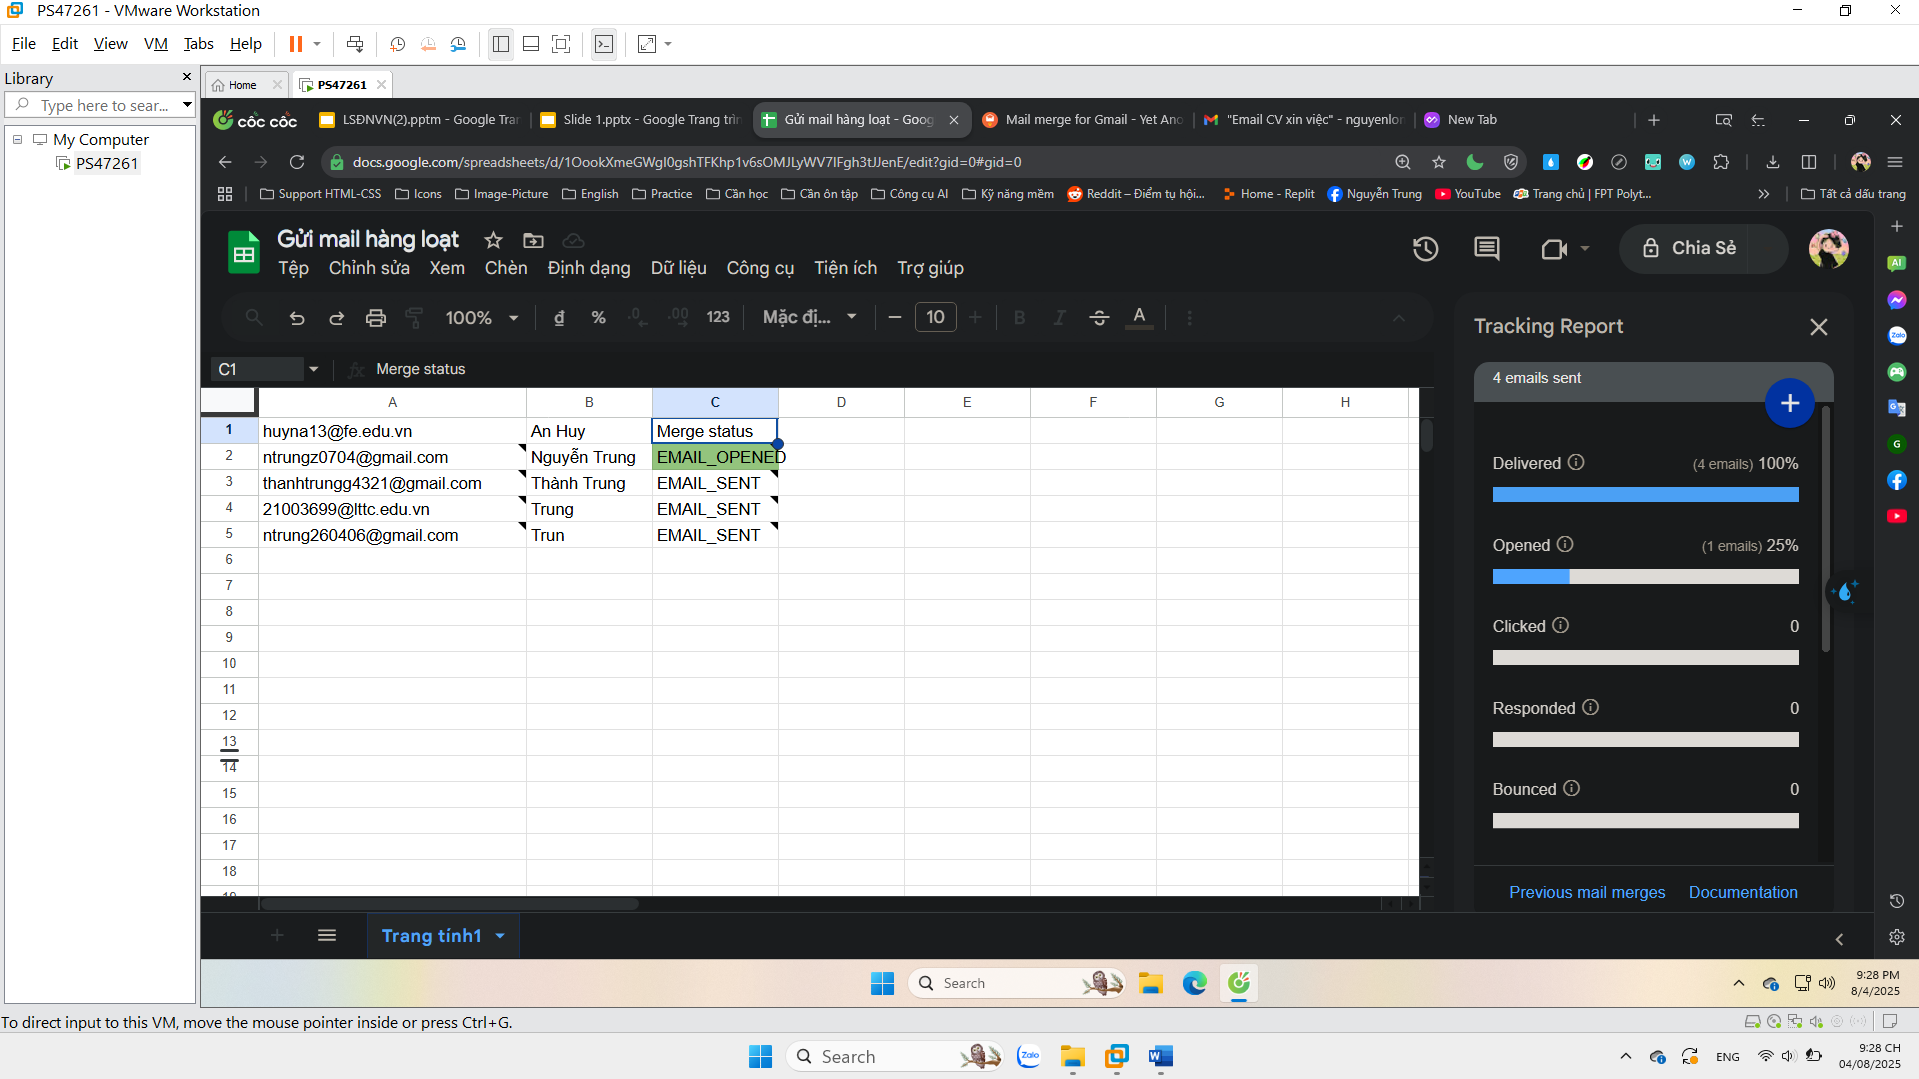 PS47261 - VMware Workstation
File Edit View VM Tabs Help
Library
Type here to sear...
My Computer
PS47261
Home
PS47261
cốc cốc
LSĐNVN(2).pptm - Google Tran
Slide 1.pptx - Google Trang trìn
Gửi mail hàng loạt - Goog
Mail merge for Gmail - Yet Ano
"Email CV xin việc" - nguyenlon
New Tab
docs.google.com/spreadsheets/d/1OookXmeGWgI0gshTFKhp1v6sOMJLyWV7lFgh3tJJenE/edit?gid=0#gid=0
Support HTML-CSS Icons Image-Picture English Practice Cần học Cần ôn tập Công cụ AI Kỹ năng mềm Reddit – Điểm tụ hội... Home - Replit Nguyễn Trung YouTube Trang chủ | FPT Polyt... Tất cả dấu trang
Gửi mail hàng loạt
Tệp Chỉnh sửa Xem Chèn Định dạng Dữ liệu Công cụ Tiện ích Trợ giúp
Chia Sẻ
100% đ % .0 .00 123 Mặc đị... 10 B I S A
C1 fx Merge status
A B C D E F G H
1 huyna13@fe.edu.vn An Huy Merge status
2 ntrungz0704@gmail.com Nguyễn Trung EMAIL_OPENED
3 thanhtrungg4321@gmail.com Thành Trung EMAIL_SENT
4 21003699@lttc.edu.vn Trung EMAIL_SENT
5 ntrung260406@gmail.com Trun EMAIL_SENT
6
7
8
9
10
11
12
13
14
15
16
17
18
19
Tracking Report
4 emails sent
Delivered (4 emails) 100%
Opened (1 emails) 25%
Clicked 0
Responded 0
Bounced 0
Previous mail merges Documentation
Trang tính1
Search
9:28 PM
8/4/2025
To direct input to this VM, move the mouse pointer inside or press Ctrl+G.
Search
Zalo
ENG
9:28 CH
04/08/2025